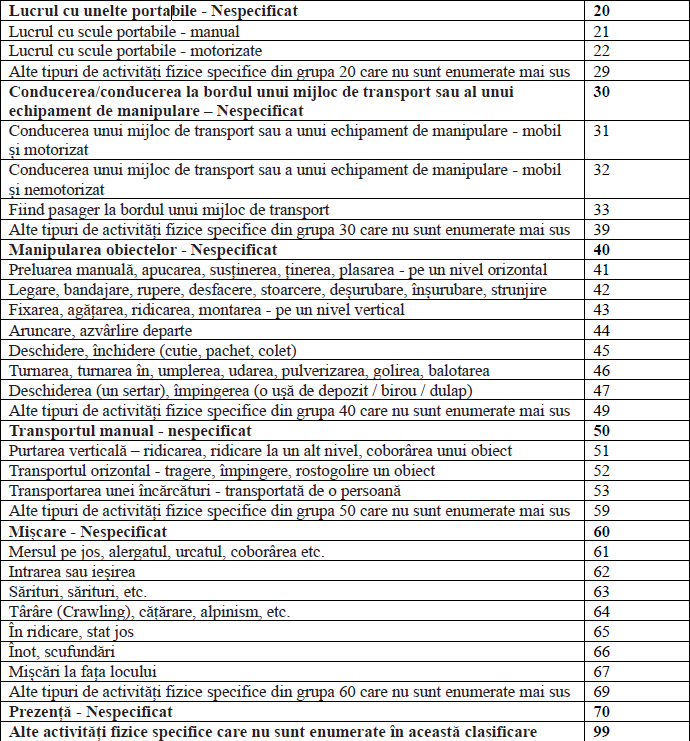 Lucrul cu unelte portabile - Nespecificat 20
Lucrul cu scule portabile - manual 21
Lucrul cu scule portabile - motorizate 22
Alte tipuri de activități fizice specifice din grupa 20 care nu sunt enumerate mai sus 29
Conducerea/conducerea la bordul unui mijloc de transport sau al unui 30
echipament de manipulare – Nespecificat
Conducerea unui mijloc de transport sau a unui echipament de manipulare - mobil 31
și motorizat
Conducerea unui mijloc de transport sau a unui echipament de manipulare - mobil 32
și nemotorizat
Fiind pasager la bordul unui mijloc de transport 33
Alte tipuri de activități fizice specifice din grupa 30 care nu sunt enumerate mai sus 39
Manipularea obiectelor - Nespecificat 40
Preluarea manuală, apucarea, susținerea, ținerea, plasarea - pe un nivel orizontal 41
Legare, bandajare, rupere, desfacere, stoarcere, deșurubare, înșurubare, strunjire 42
Fixarea, agățarea, ridicarea, montarea - pe un nivel vertical 43
Aruncare, azvârlire departe 44
Deschidere, închidere (cutie, pachet, colet) 45
Turnarea, turnarea în, umplerea, udarea, pulverizarea, golirea, balotarea 46
Deschiderea (un sertar), împingerea (o ușă de depozit / birou / dulap) 47
Alte tipuri de activități fizice specifice din grupa 40 care nu sunt enumerate mai sus 49
Transportul manual - nespecificat 50
Purtarea verticală – ridicarea, ridicare la un alt nivel, coborârea unui obiect 51
Transportul orizontal - tragere, împingere, rostogolire un obiect 52
Transportarea unei încărcături - transportată de o persoană 53
Alte tipuri de activități fizice specifice din grupa 50 care nu sunt enumerate mai sus 59
Mișcare - Nespecificat 60
Mersul pe jos, alergatul, urcatul, coborârea etc. 61
Intrarea sau ieșirea 62
Sărituri, sărituri, etc. 63
Târâre (Crawling), cățărare, alpinism, etc. 64
În ridicare, stat jos 65
Înot, scufundări 66
Mișcări la fața locului 67
Alte tipuri de activități fizice specifice din grupa 60 care nu sunt enumerate mai sus 69
Prezență - Nespecificat 70
Alte activități fizice specifice care nu sunt enumerate în această clasificare 99